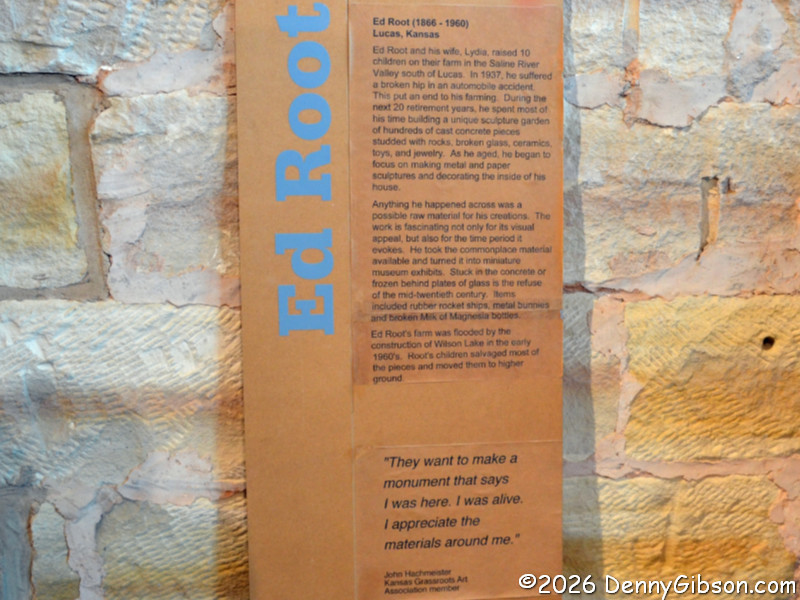 Ed Root
Ed Root (1866 - 1960)
Lucas, Kansas
Ed Root and his wife, Lydia, raised 10
children on their farm in the Saline River
Valley south of Lucas. In 1937, he suffered
a broken hip in an automobile accident.
This put an end to his farming. During the
next 20 retirement years, he spent most of
his time building a unique sculpture garden
of hundreds of cast concrete pieces
studded with rocks, broken glass, ceramics,
toys, and jewelry. As he aged, he began to
focus on making metal and paper
sculptures and decorating the inside of his
house.
Anything he happened across was a
possible raw material for his creations. The
work is fascinating not only for its visual
appeal, but also for the time period it
evokes. He took the commonplace material
available and turned it into miniature
museum exhibits. Stuck in the concrete or
frozen behind plates of glass is the refuse
of the mid-twentieth century. Items
included rubber rocket ships, metal bunnies
and broken Milk of Magnesia bottles.
Ed Root's farm was flooded by the
construction of Wilson Lake in the early
1960's. Root's children salvaged most of
the pieces and moved them to higher
ground.
"They want to make a
monument that says
I was here. I was alive.
I appreciate the
materials around me."
John Hachmeister
Kansas Grassroots Art
Association member
©2026 DennyGibson.com